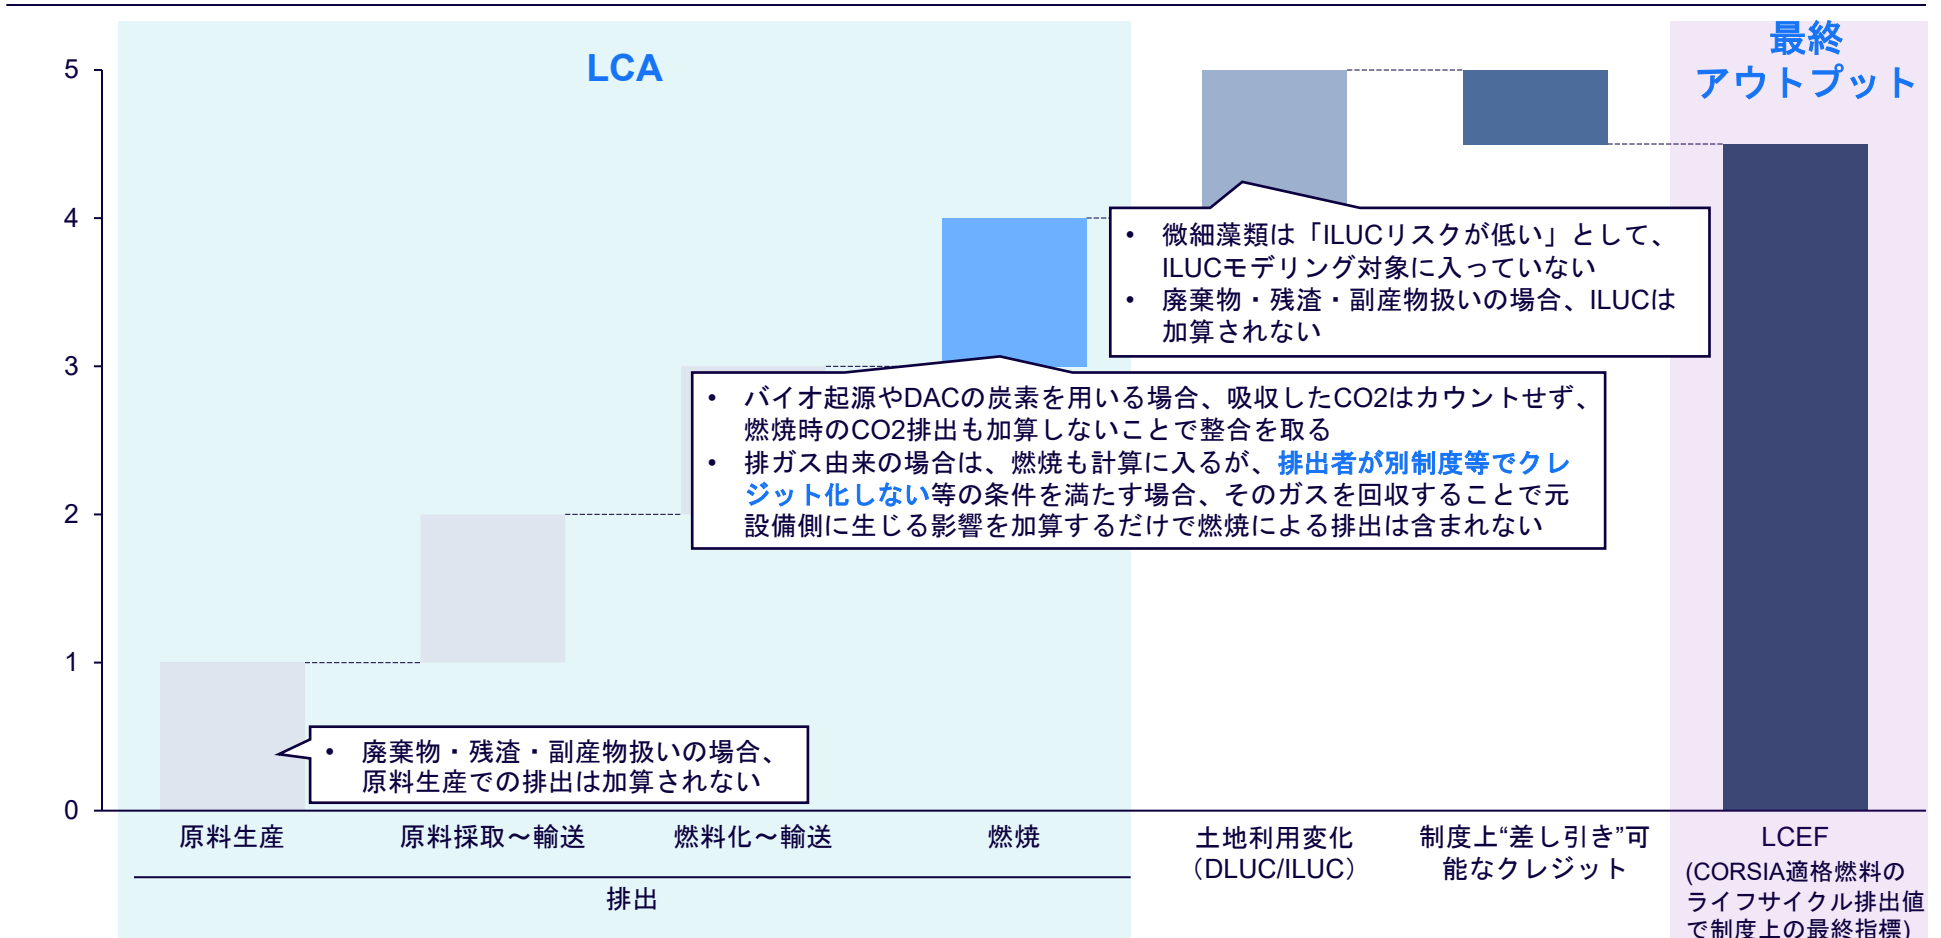 LCA
最終
アウトプット
5
4
3
2
1
0
• 微細藻類は「ILUCリスクが低い」として、
ILUCモデリング対象に入っていない
• 廃棄物・残渣・副産物扱いの場合、ILUCは
加算されない
• バイオ起源やDACの炭素を用いる場合、吸収したCO2はカウントせず、
燃焼時のCO2排出も加算しないことで整合を取る
• 排ガス由来の場合は、燃焼も計算に入るが、排出者が別制度等でクレ
ジット化しない等の条件を満たす場合、そのガスを回収することで元
設備側に生じる影響を加算するだけで燃焼による排出は含まれない
• 廃棄物・残渣・副産物扱いの場合、
原料生産での排出は加算されない
原料生産
原料採取～輸送
燃料化～輸送
燃焼
土地利用変化
（DLUC/ILUC）
制度上“差し引き”可
能なクレジット
LCEF
(CORSIA適格燃料の
ライフサイクル排出値
で制度上の最終指標)
排出